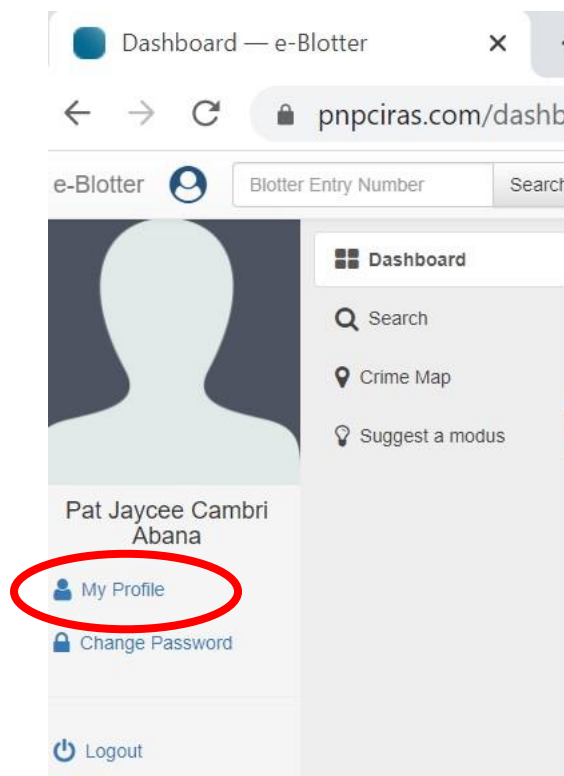 Dashboard — e-Blotter
pnpciras.com/dashb
e-Blotter
Blotter Entry Number
Search
Dashboard
Search
Crime Map
Suggest a modus
Pat Jaycee Cambri
Abana
My Profile
Change Password
Logout